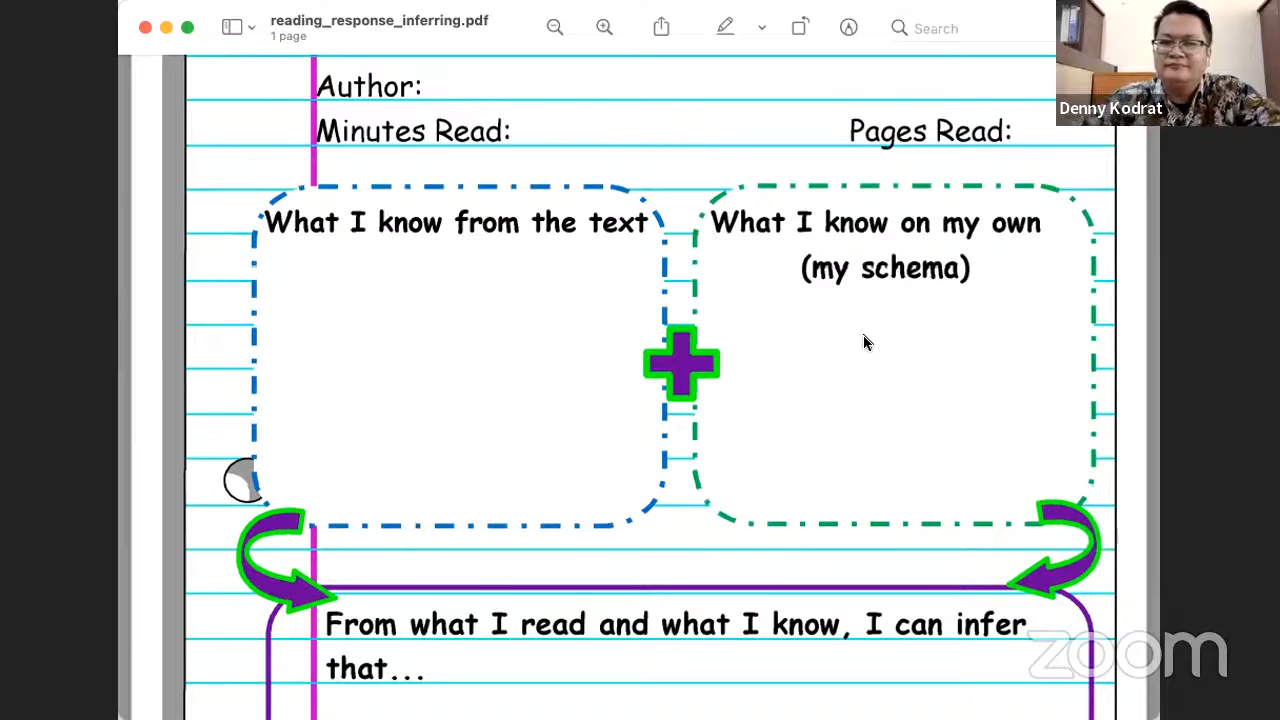 reading_response_inferring.pdf
1 page
Search
Denny Kodrat
Author:
Minutes Read: Pages Read:
What I know from the text
What I know on my own
(my schema)
From what I read and what I know, I can infer
that...
zoom